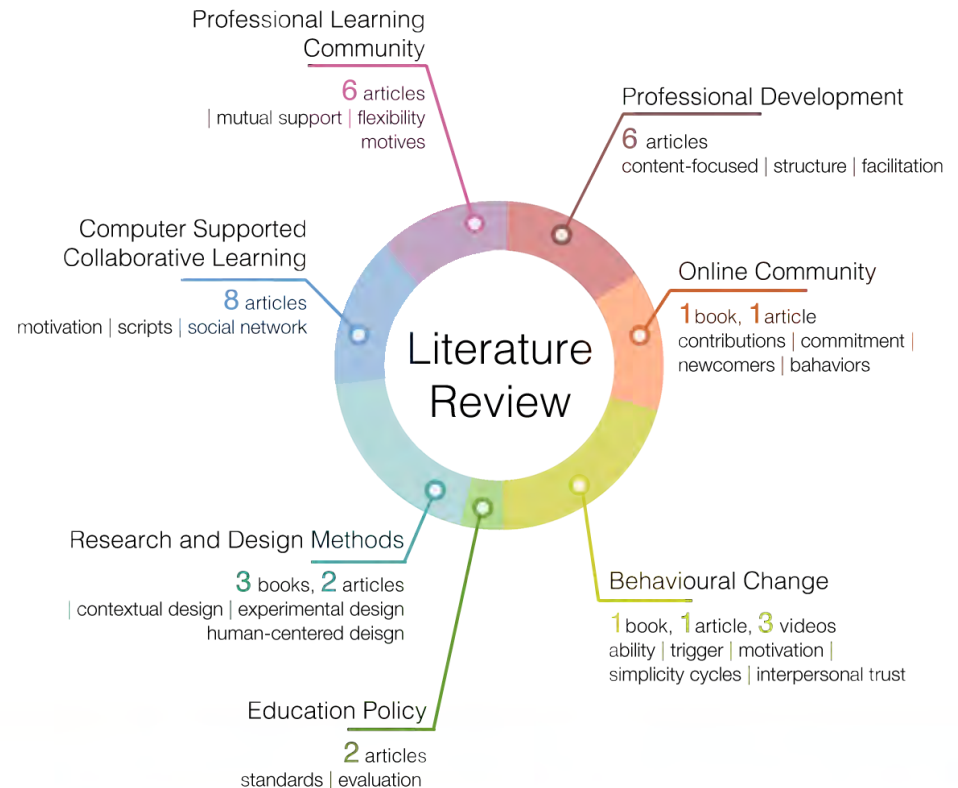 Professional Learning
Community
6 articles
| mutual support | flexibility
motives
Professional Development
6 articles
content-focused | structure | facilitation
Computer Supported
Collaborative Learning
8 articles
motivation | scripts | social network
Online Community
1 book, 1 article
contributions | commitment |
newcomers | bahaviors
Literature
Review
Research and Design Methods
3 books, 2 articles
| contextual design | experimental design
human-centered deisgn
Behavioural Change
1 book, 1 article, 3 videos
ability | trigger | motivation |
simplicity cycles | interpersonal trust
Education Policy
2 articles
standards | evaluation